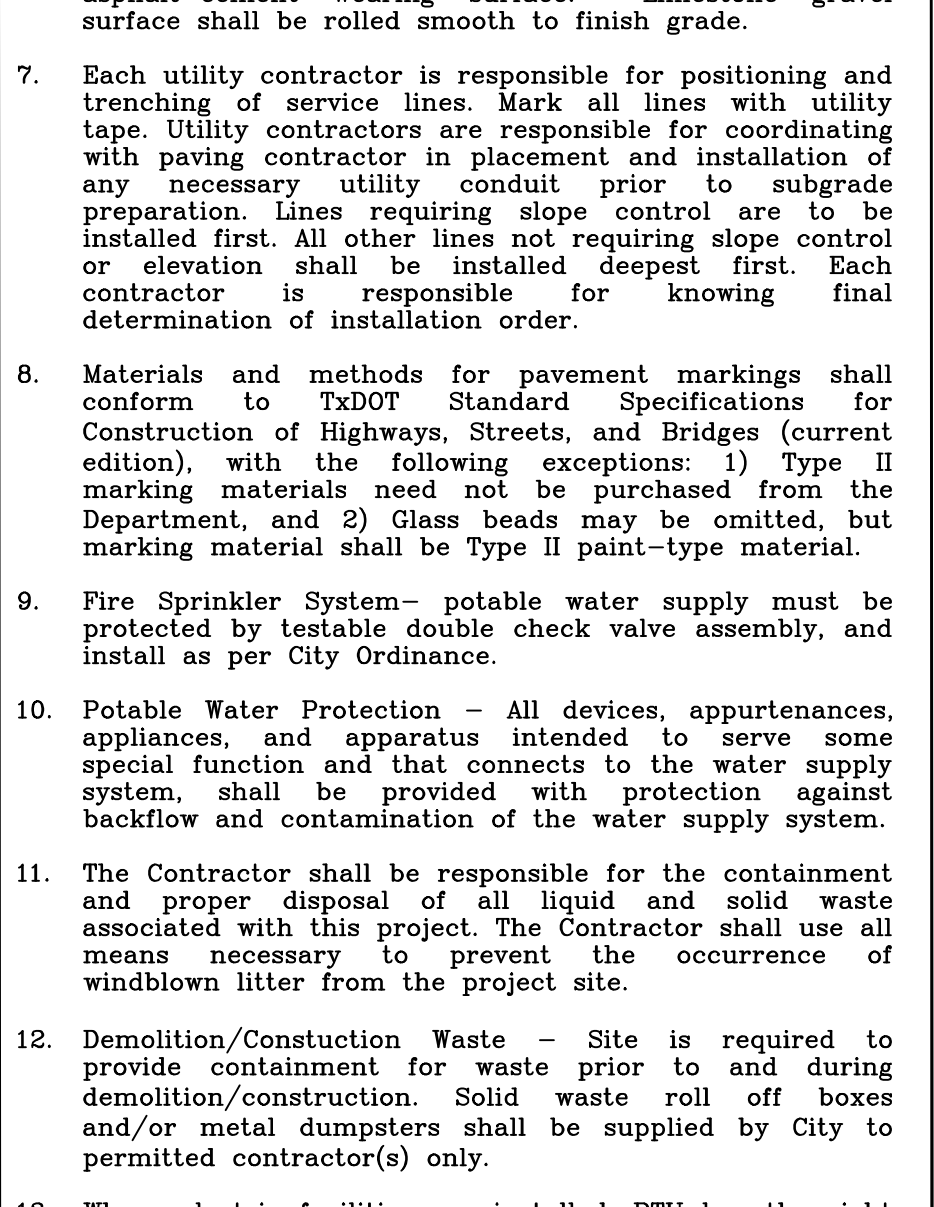 surface shall be rolled smooth to finish grade.
7. Each utility contractor is responsible for positioning and
trenching of service lines. Mark all lines with utility
tape. Utility contractors are responsible for coordinating
with paving contractor in placement and installation of
any necessary utility conduit prior to subgrade
preparation. Lines requiring slope control are to be
installed first. All other lines not requiring slope control
or elevation shall be installed deepest first. Each
contractor is responsible for knowing final
determination of installation order.
8. Materials and methods for pavement markings shall
conform to TxDOT Standard Specifications for
Construction of Highways, Streets, and Bridges (current
edition), with the following exceptions: 1) Type II
marking materials need not be purchased from the
Department, and 2) Glass beads may be omitted, but
marking material shall be Type II paint–type material.
9. Fire Sprinkler System– potable water supply must be
protected by testable double check valve assembly, and
install as per City Ordinance.
10. Potable Water Protection – All devices, appurtenances,
appliances, and apparatus intended to serve some
special function and that connects to the water supply
system, shall be provided with protection against
backflow and contamination of the water supply system.
11. The Contractor shall be responsible for the containment
and proper disposal of all liquid and solid waste
associated with this project. The Contractor shall use all
means necessary to prevent the occurrence of
windblown litter from the project site.
12. Demolition/Constuction Waste – Site is required to
provide containment for waste prior to and during
demolition/construction. Solid waste roll off boxes
and/or metal dumpsters shall be supplied by City to
permitted contractor(s) only.